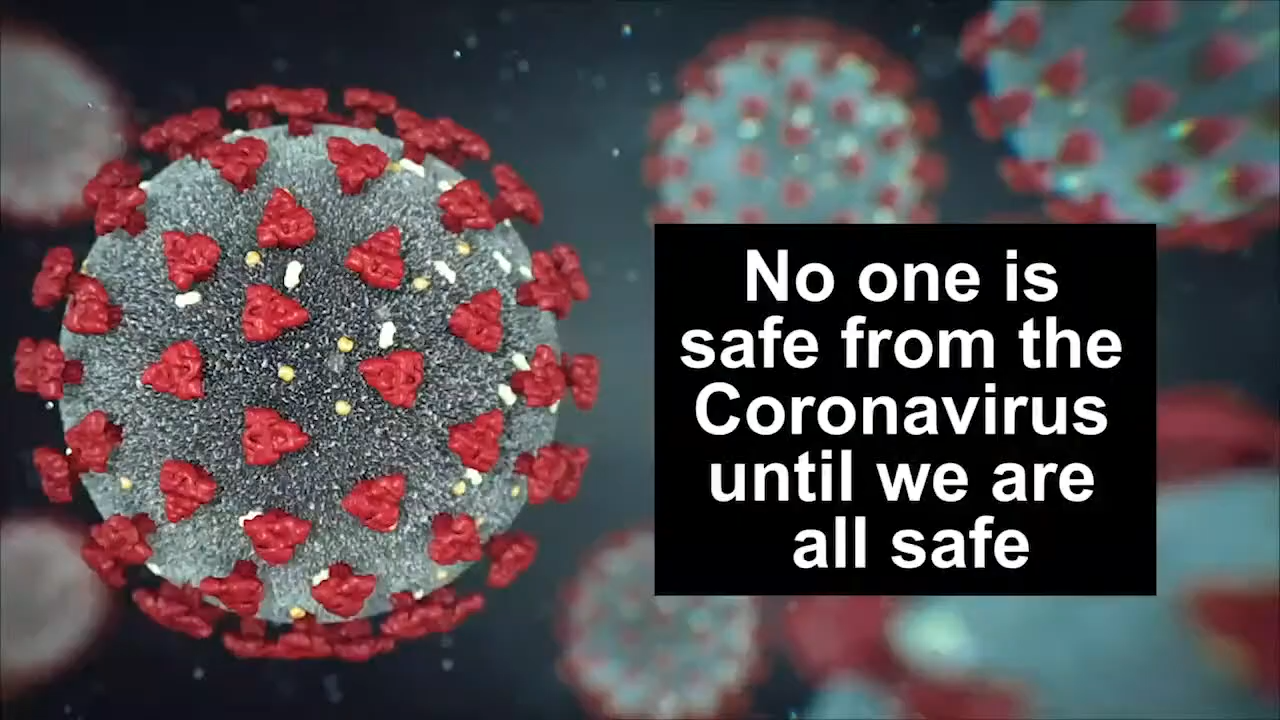 No one is
safe from the
Coronavirus
until we are
all safe